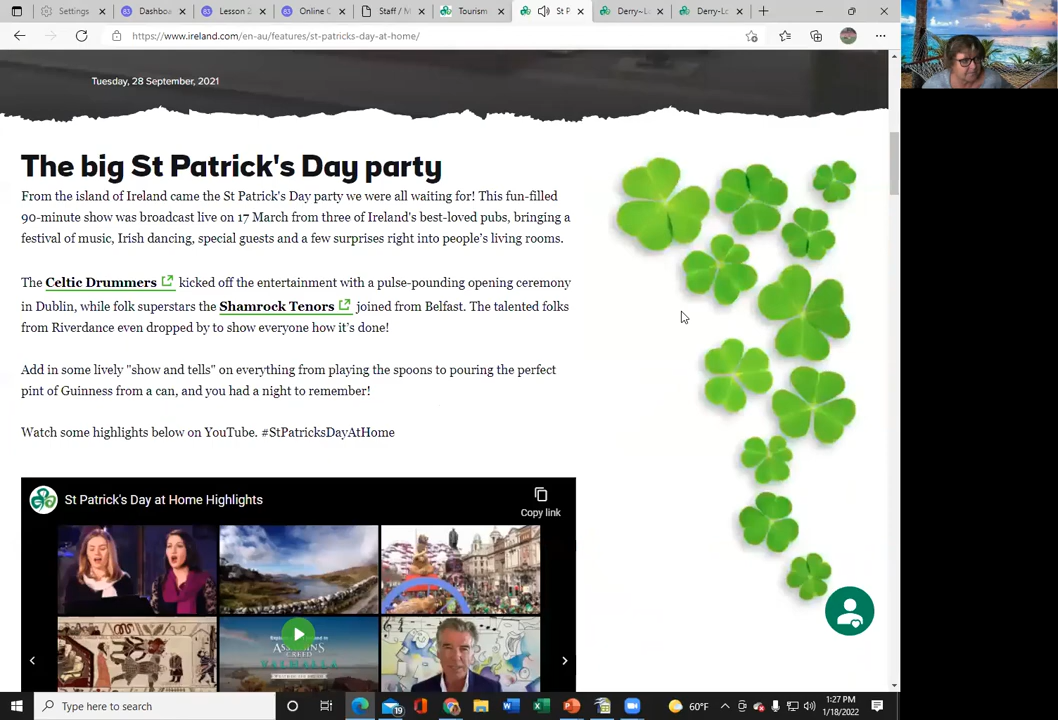 Settings
Dashboa
Lesson 2
Online C
Staff / M
Tourism
St P
Derry~L
Derry-Lo
https://www.ireland.com/en-au/features/st-patricks-day-at-home/
Tuesday, 28 September, 2021
The big St Patrick's Day party
From the island of Ireland came the St Patrick's Day party we were all waiting for! This fun-filled
90-minute show was broadcast live on 17 March from three of Ireland's best-loved pubs, bringing a
festival of music, Irish dancing, special guests and a few surprises right into people's living rooms.
The Celtic Drummers kicked off the entertainment with a pulse-pounding opening ceremony
in Dublin, while folk superstars the Shamrock Tenors joined from Belfast. The talented folks
from Riverdance even dropped by to show everyone how it's done!
Add in some lively "show and tells" on everything from playing the spoons to pouring the perfect
pint of Guinness from a can, and you had a night to remember!
Watch some highlights below on YouTube. #StPatricksDayAtHome
St Patrick's Day at Home Highlights
Copy link
ASSASSIN'S
CREED
VALHALLA
Type here to search
19
60°F
1:27 PM
1/18/2022